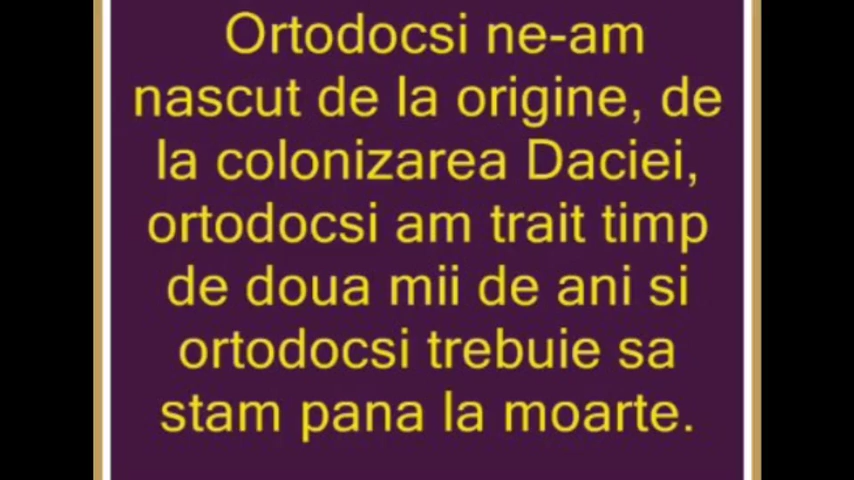 Ortodocsi ne-am
nascut de la origine, de
la colonizarea Daciei,
ortodocsi am trait timp
de doua mii de ani si
ortodocsi trebuie sa
stam pana la moarte.